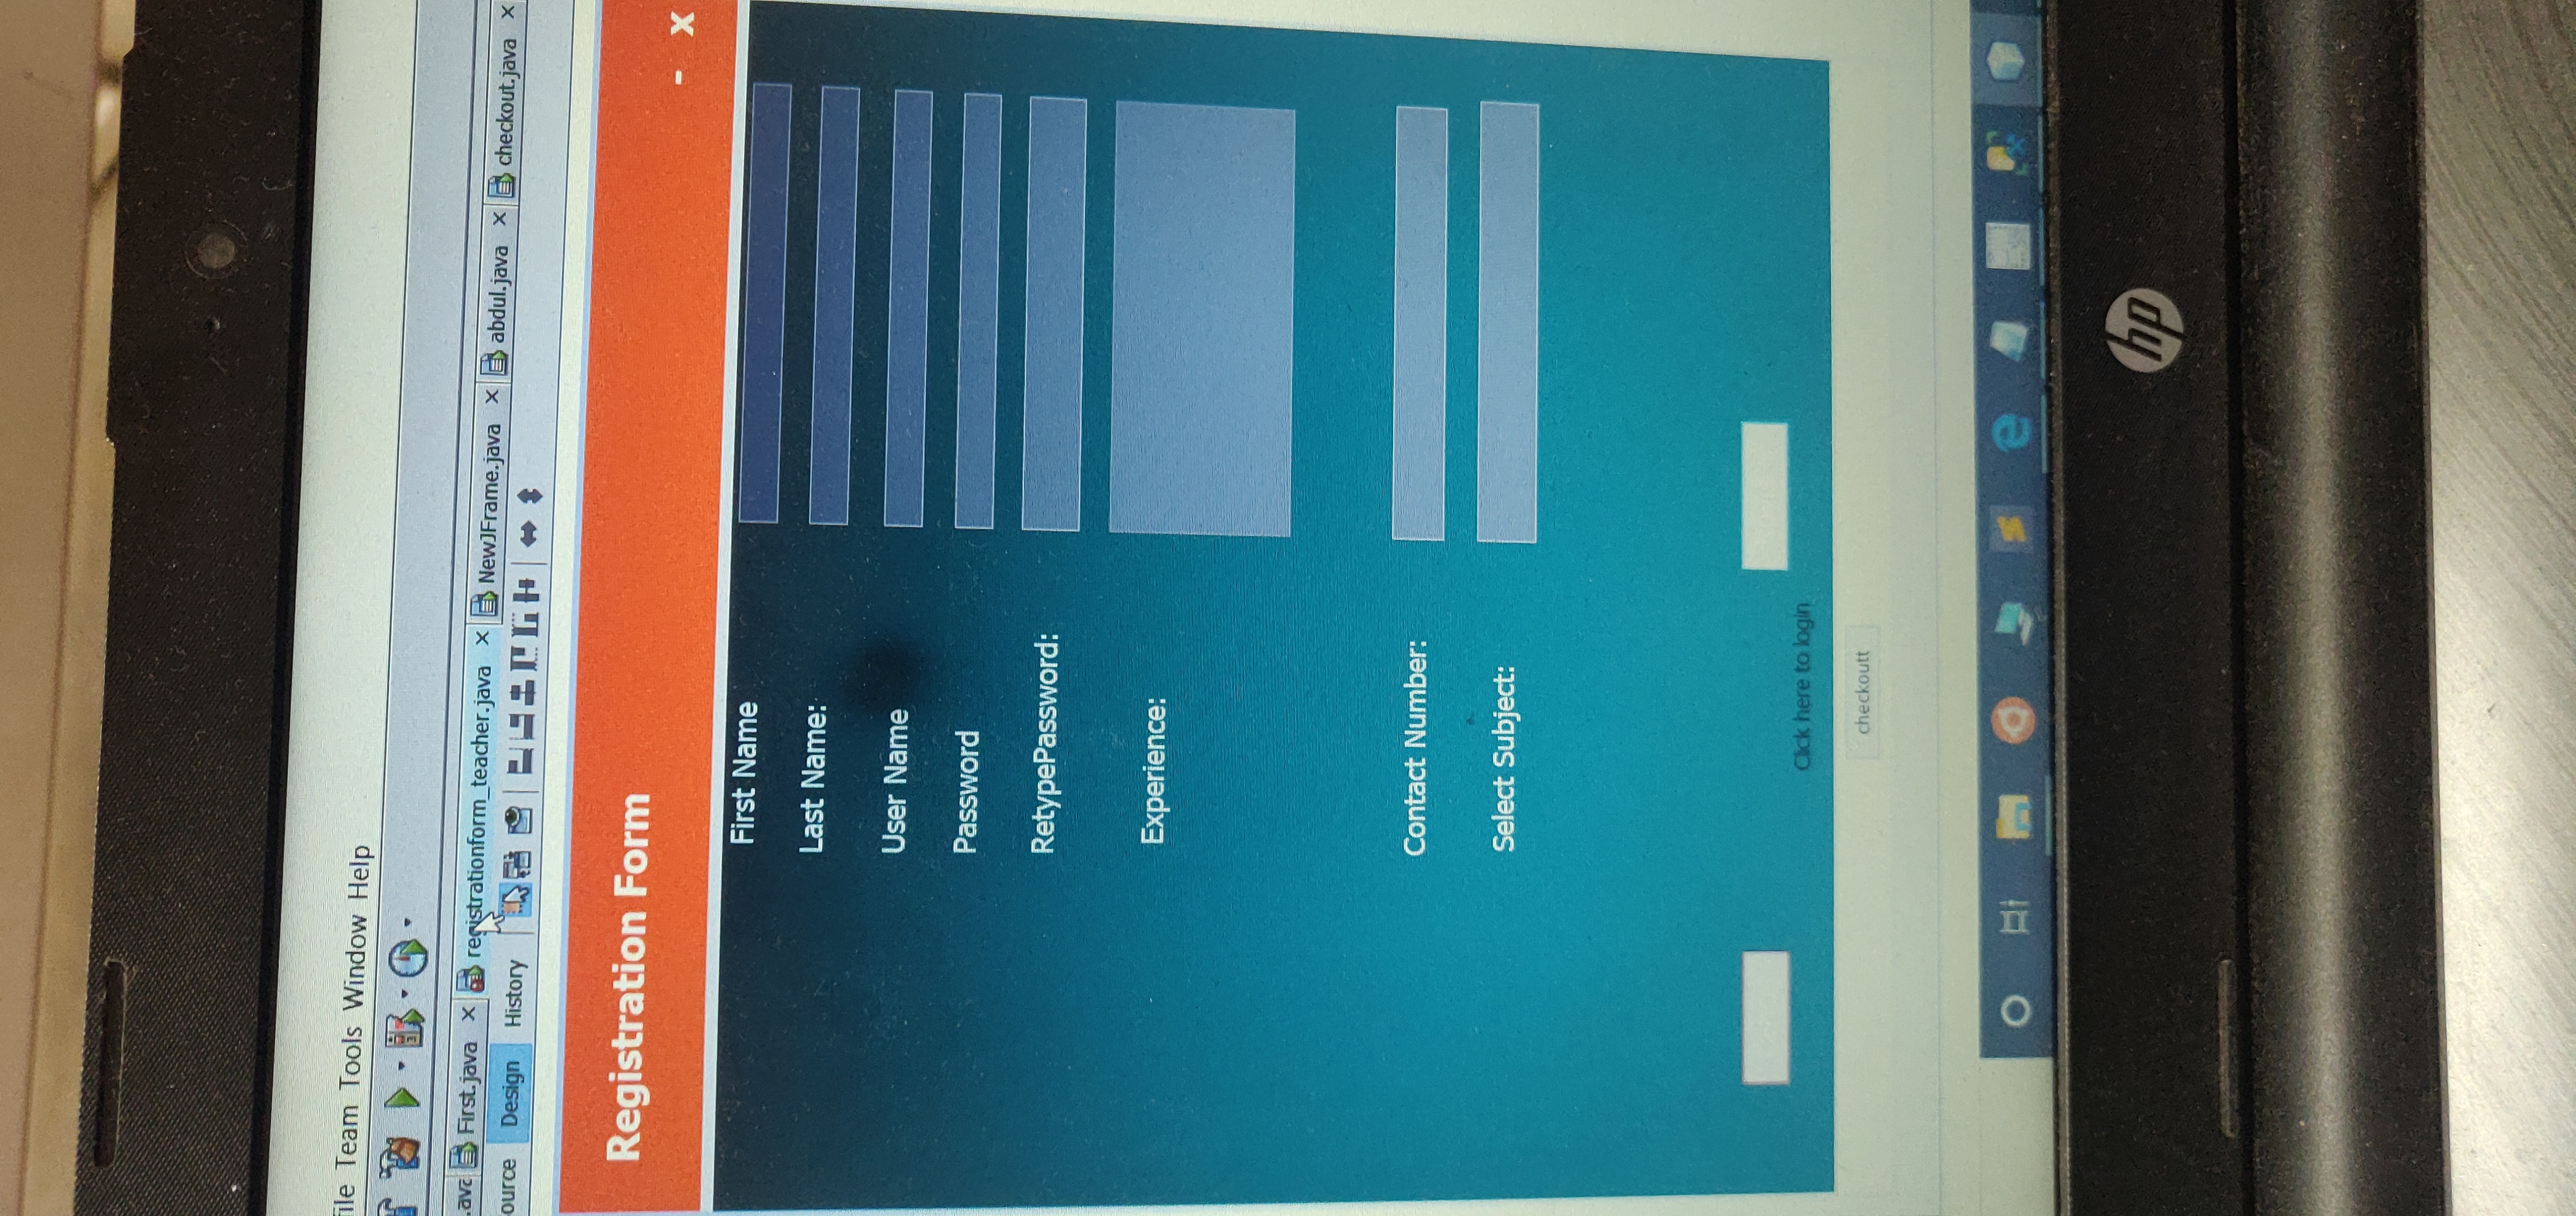 ile Team Tools Window Help
.ava First.java registrationform_teacher.java NewJFrame.java abdul.java checkout.java
ource Design History
Registration Form
- x
First Name
Last Name:
User Name
Password
RetypePassword:
Experience:
Contact Number:
Select Subject:
Click here to login
checkoutt
hp